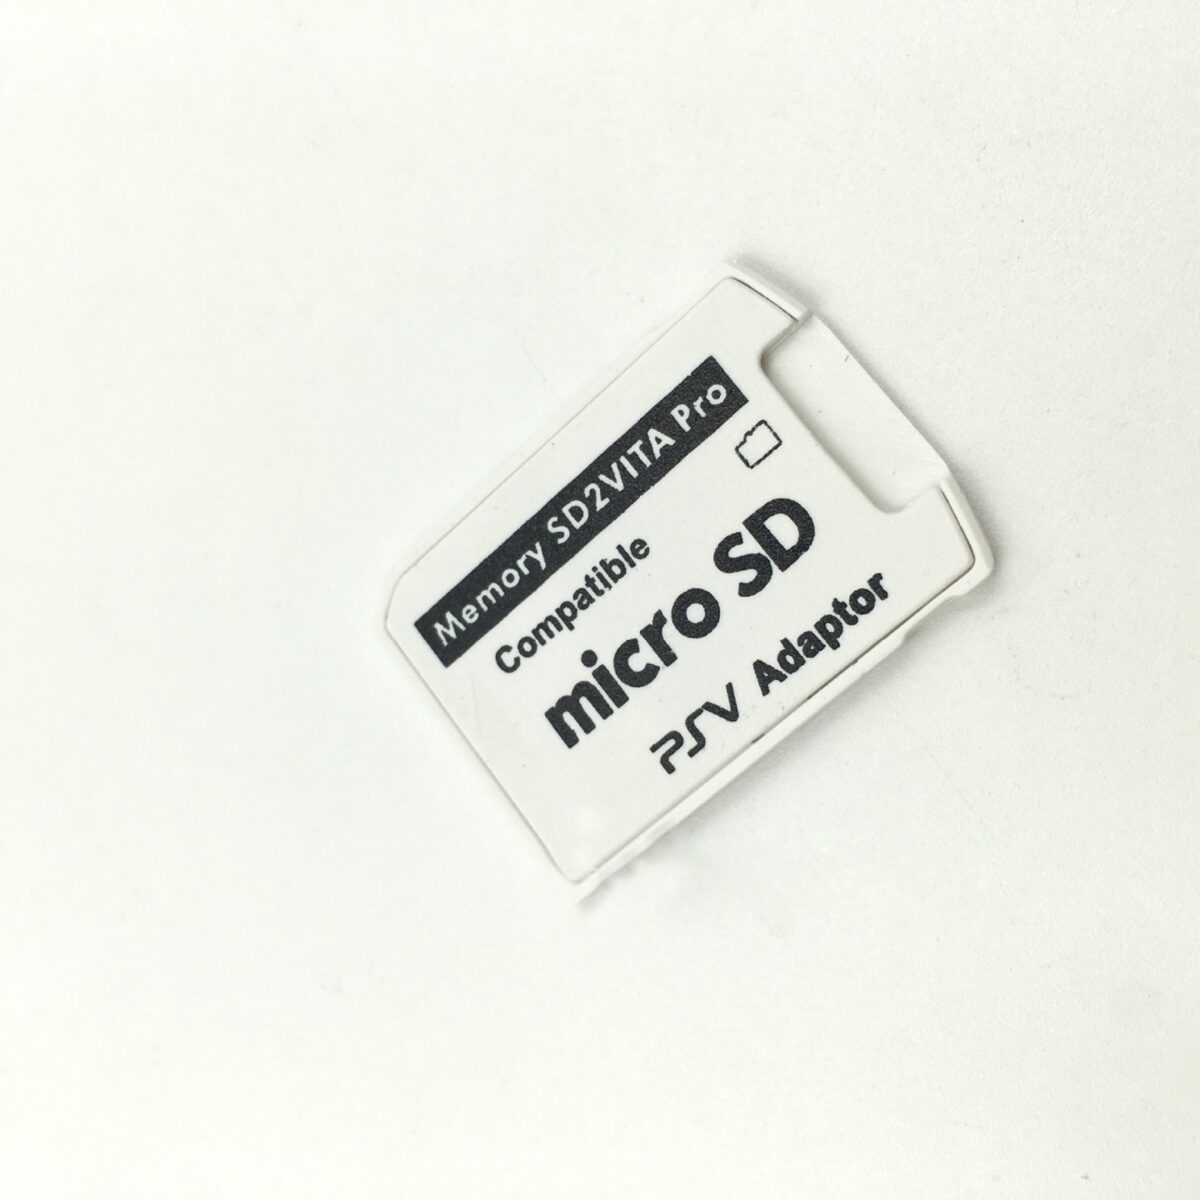 Memory SD2VITA Pro
Compatible
micro SD
PSV Adaptor